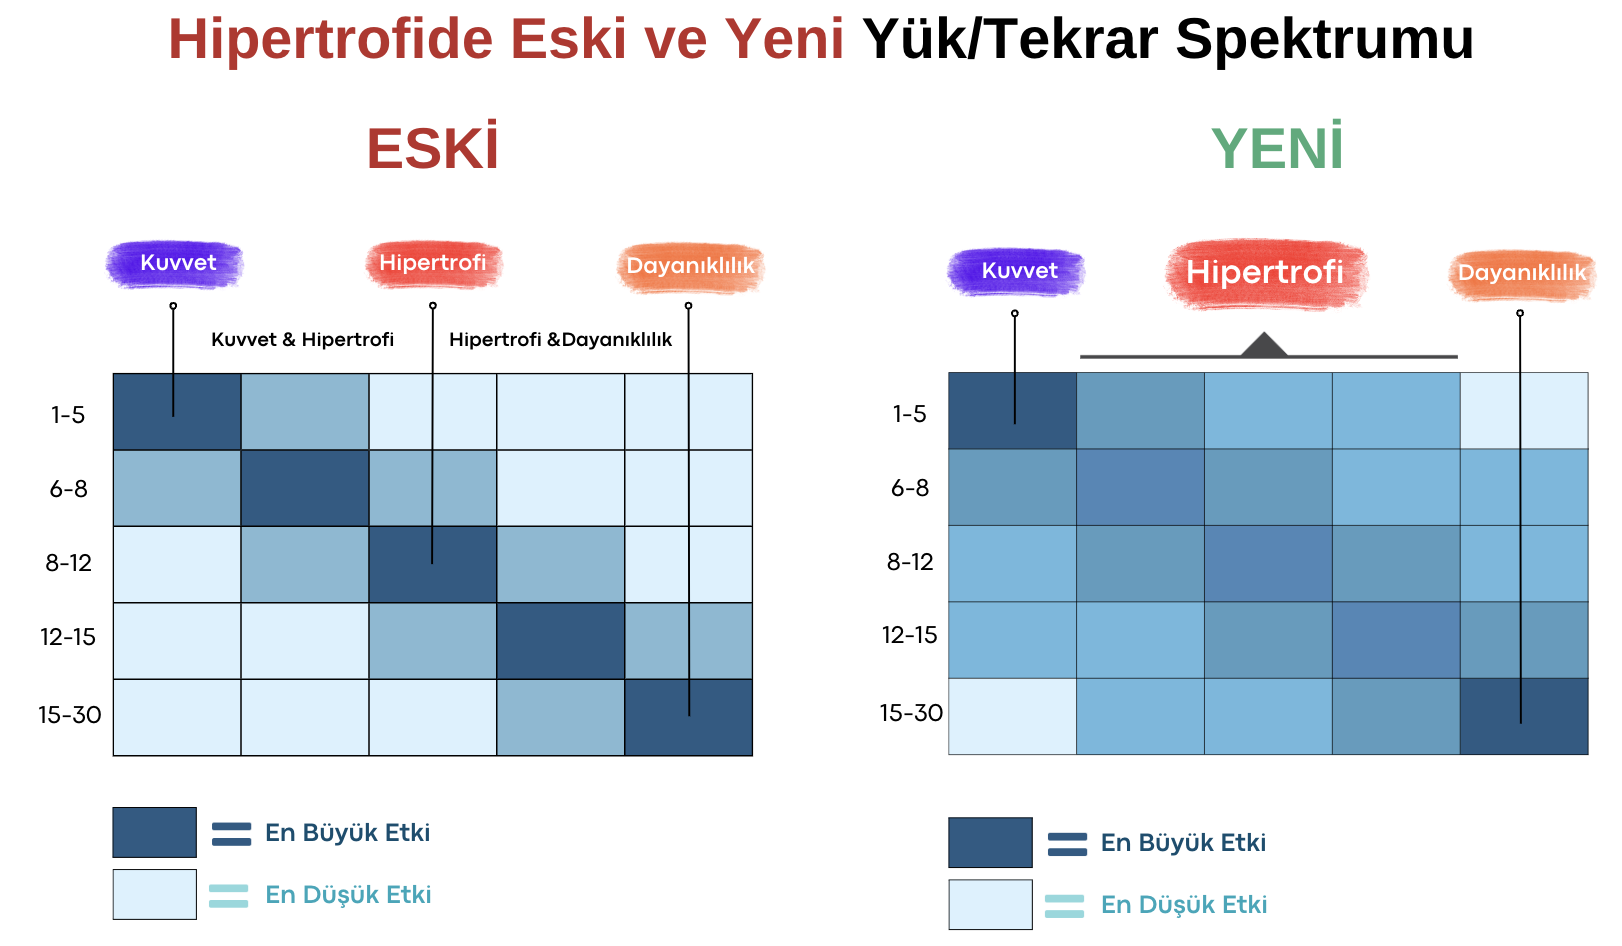 Hipertrofide Eski ve Yeni Yük/Tekrar Spektrumu
ESKİ
Kuvvet
Hipertrofi
Dayanıklılık
Kuvvet & Hipertrofi
Hipertrofi &Dayanıklılık
1-5
6-8
8-12
12-15
15-30
En Büyük Etki
En Düşük Etki
YENİ
Kuvvet
Hipertrofi
Dayanıklılık
1-5
6-8
8-12
12-15
15-30
En Büyük Etki
En Düşük Etki